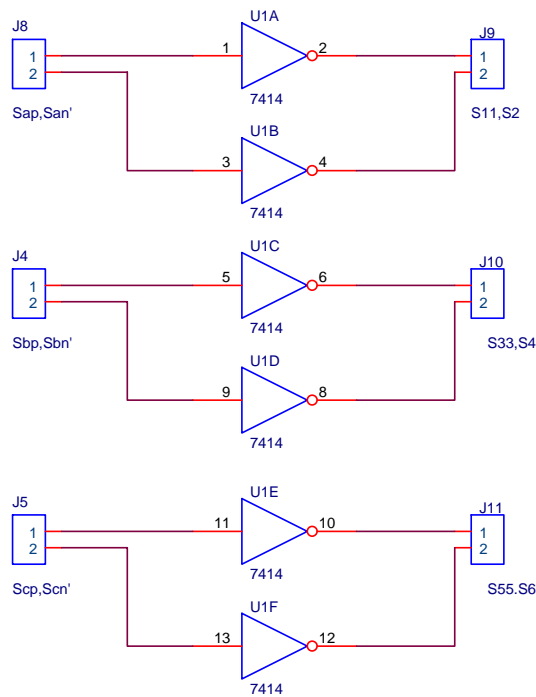 U1A
J8
J9
1 1 2 1
2 2
7414
Sap,San'
S11,S2
U1B
3 4
7414
U1C
J4
J10
1 5 6 1
2 2
7414
Sbp,Sbn'
S33,S4
U1D
9 8
7414
U1E
J5
J11
1 11 10 1
2 2
7414
Scp,Scn'
S55.S6
U1F
13 12
7414